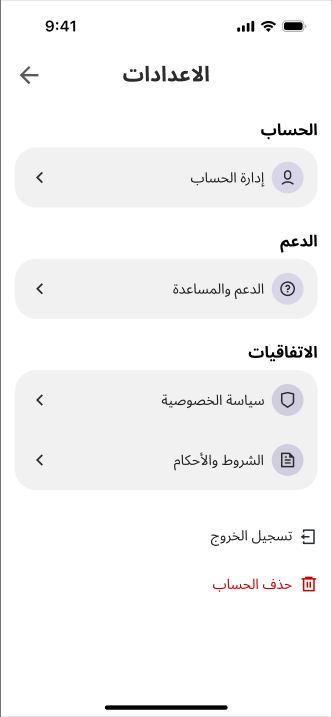 9:41
الاعدادات
الحساب
إدارة الحساب
الدعم
الدعم والمساعدة
الاتفاقيات
سياسة الخصوصية
الشروط والأحكام
تسجيل الخروج
حذف الحساب